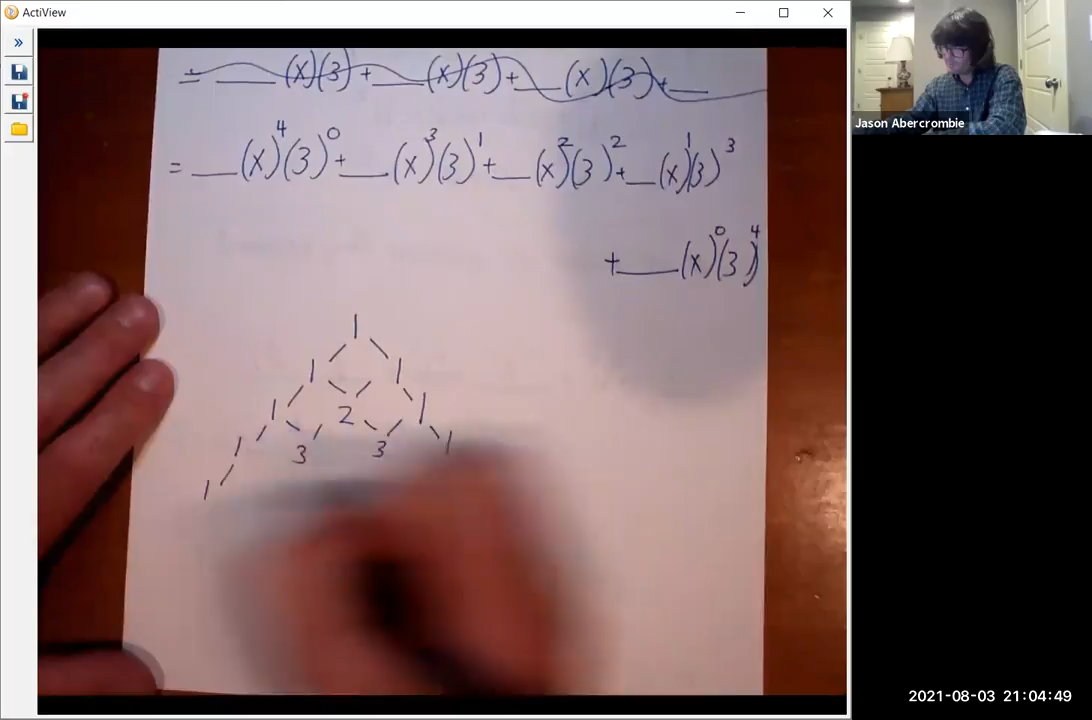 ActiView
= ___(x)(3) + ___(x)(3) + ___(x)(3) + ___
= ___(x)^4(3)^0 + ___(x)^3(3)^1 + ___(x)^2(3)^2 + ___(x)^1(3)^3
+ ___(x)^0(3)^4
1
1 1
1 2 1
1 3 3 1
1
Jason Abercrombie
2021-08-03 21:04:49